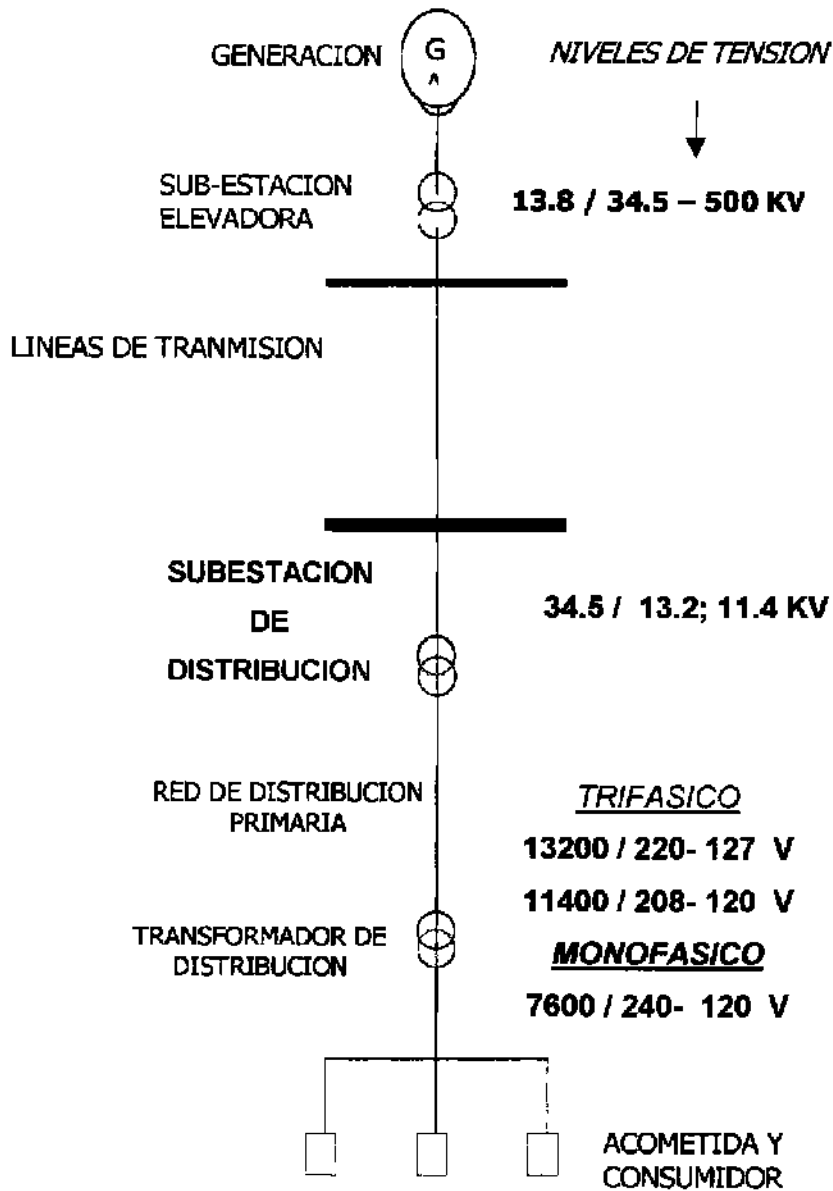 GENERACION
G
NIVELES DE TENSION
SUB-ESTACION
ELEVADORA
13.8 / 34.5 – 500 KV
LINEAS DE TRANMISION
SUBESTACION
DE
DISTRIBUCION
34.5 / 13.2; 11.4 KV
RED DE DISTRIBUCION
PRIMARIA
TRIFASICO
13200 / 220- 127 V
11400 / 208- 120 V
TRANSFORMADOR DE
DISTRIBUCION
MONOFASICO
7600 / 240- 120 V
ACOMETIDA Y
CONSUMIDOR